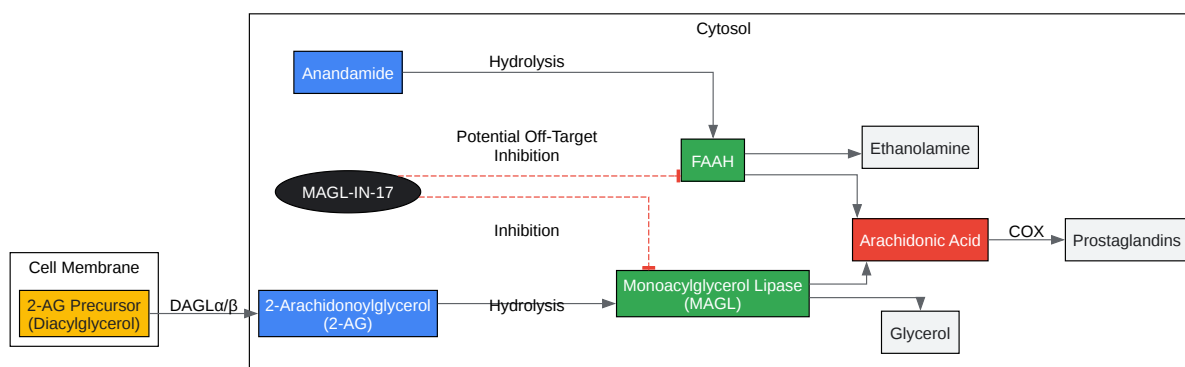 Cytosol
Anandamide
Hydrolysis
Potential Off-Target
Inhibition
FAAH
Ethanolamine
MAGL-IN-17
Inhibition
Arachidonic Acid
COX
Prostaglandins
Cell Membrane
2-AG Precursor
(Diacylglycerol)
DAGLα/β
2-Arachidonoylglycerol
(2-AG)
Hydrolysis
Monoacylglycerol Lipase
(MAGL)
Glycerol